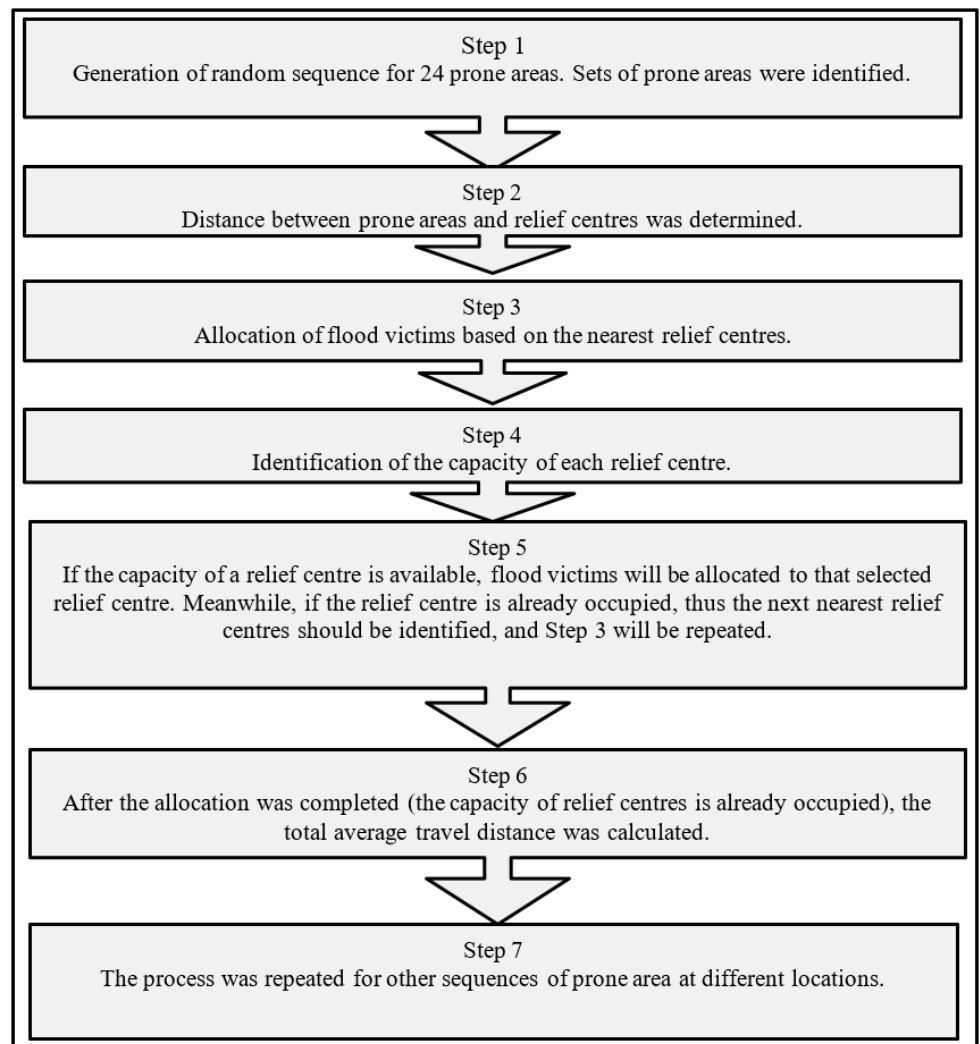 Step 1
Generation of random sequence for 24 prone areas. Sets of prone areas were identified.
Step 2
Distance between prone areas and relief centres was determined.
Step 3
Allocation of flood victims based on the nearest relief centres.
Step 4
Identification of the capacity of each relief centre.
Step 5
If the capacity of a relief centre is available, flood victims will be allocated to that selected
relief centre. Meanwhile, if the relief centre is already occupied, thus the next nearest relief
centres should be identified, and Step 3 will be repeated.
Step 6
After the allocation was completed (the capacity of relief centres is already occupied), the
total average travel distance was calculated.
Step 7
The process was repeated for other sequences of prone area at different locations.